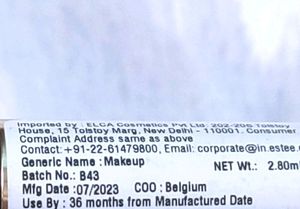 Imported by : ELCA Cosmetics Pvt Ltd. 202-206 Tolstoy
House, 15 Tolstoy Marg, New Delhi - 110001. Consumer
Complaint Address same as above
Contact: +91-22-61479800, Email: corporate@in.estee.
Generic Name : Makeup NET Wt.: 2.80ml
Batch No. : B43
Mfg Date : 07/2023 COO : Belgium
Use By : 36 months from Manufactured Date